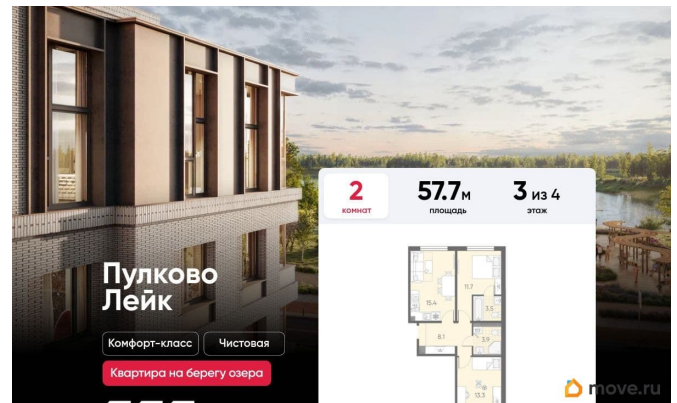 2
комнат
57.7м
площадь
3 из 4
этаж
Пулково
Лейк
Комфорт-класс
Чистовая
Квартира на берегу озера
15.4
11.7
3.5
8.1
3.9
13.3
move.ru